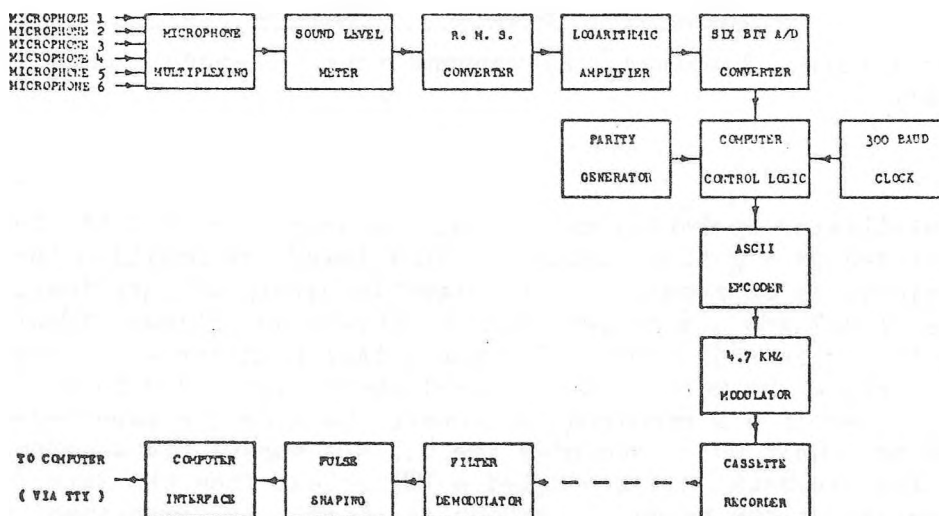 MICROPHONE 1
MICROPHONE 2
MICROPHONE 3
MICROPHONE 4
MICROPHONE 5
MICROPHONE 6
MICROPHONE
MULTIPLEXING
SOUND LEVEL
METER
R. M. S.
CONVERTER
LOGARITHMIC
AMPLIFIER
SIX BIT A/D
CONVERTER
PARITY
GENERATOR
COMPUTER
CONTROL LOGIC
300 BAUD
CLOCK
ASCII
ENCODER
4.7 KHZ
MODULATOR
TO COMPUTER
( VIA TTY )
COMPUTER
INTERFACE
PULSE
SHAPING
FILTER
DEMODULATOR
CASSETTE
RECORDER